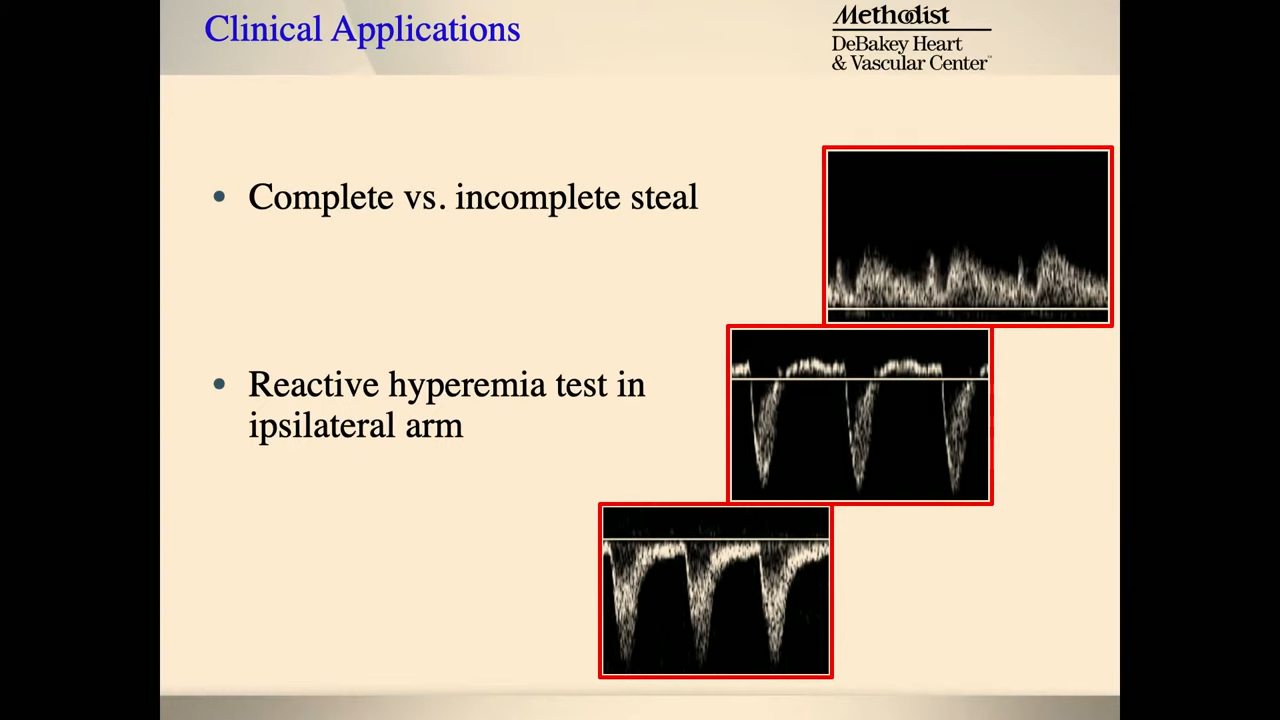 Clinical Applications
Methodist
DeBakey Heart
& Vascular Center
• Complete vs. incomplete steal
• Reactive hyperemia test in
ipsilateral arm